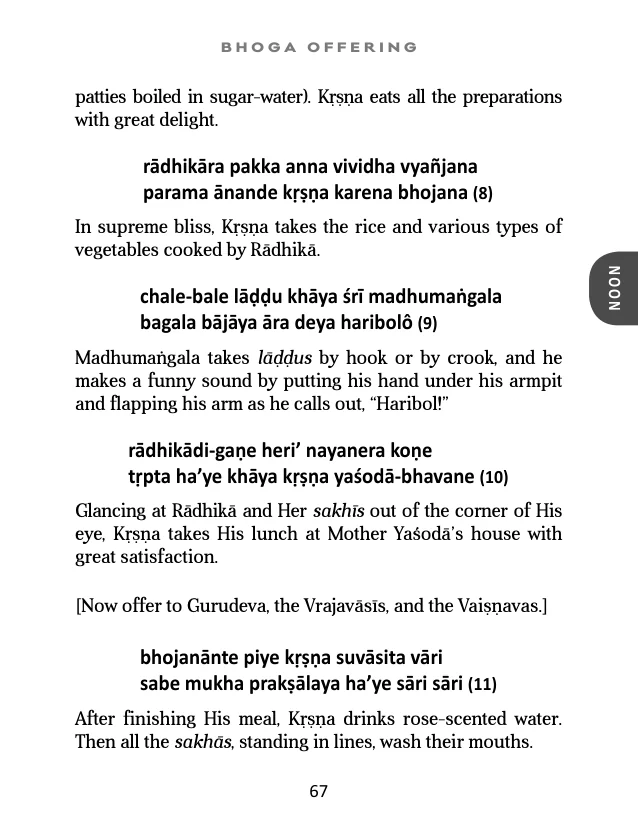 BHOGA OFFERING
patties boiled in sugar-water). Kṛṣṇa eats all the preparations
with great delight.
rādhikāra pakka anna vividha vyañjana
parama ānande kṛṣṇa karena bhojana (8)
In supreme bliss, Kṛṣṇa takes the rice and various types of
vegetables cooked by Rādhikā.
chale-bale lāḍḍu khāya śrī madhumaṅgala
bagala bājāya āra deya haribolô (9)
Madhumaṅgala takes lāḍḍus by hook or by crook, and he
makes a funny sound by putting his hand under his armpit
and flapping his arm as he calls out, “Haribol!”
rādhikādi-gaṇe heri’ nayanera koṇe
tṛpta ha’ye khāya kṛṣṇa yaśodā-bhavane (10)
Glancing at Rādhikā and Her sakhīs out of the corner of His
eye, Kṛṣṇa takes His lunch at Mother Yaśodā’s house with
great satisfaction.
[Now offer to Gurudeva, the Vrajavāsīs, and the Vaiṣṇavas.]
bhojanānte piye kṛṣṇa suvāsita vāri
sabe mukha prakṣālaya ha’ye sāri sāri (11)
After finishing His meal, Kṛṣṇa drinks rose-scented water.
Then all the sakhās, standing in lines, wash their mouths.
NOON
67